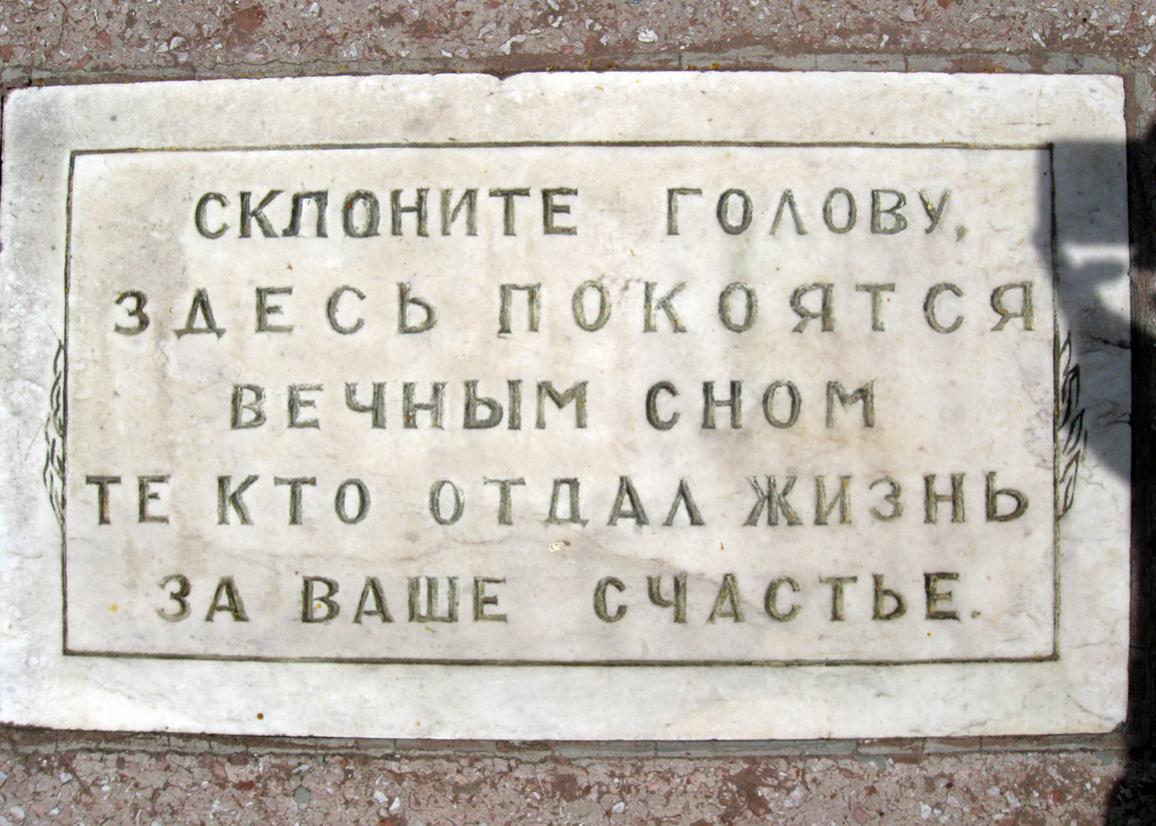 СКЛОНИТЕ ГОЛОВУ,
ЗДЕСЬ ПОКОЯТСЯ
ВЕЧНЫМ СНОМ
ТЕ КТО ОТДАЛ ЖИЗНЬ
ЗА ВАШЕ СЧАСТЬЕ.